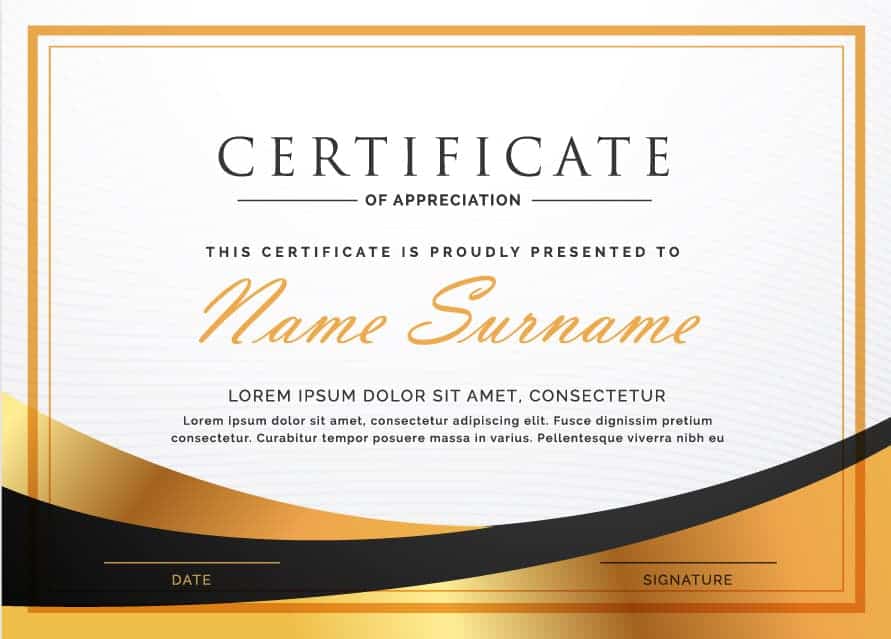 CERTIFICATE
OF APPRECIATION
THIS CERTIFICATE IS PROUDLY PRESENTED TO
Name Surname
LOREM IPSUM DOLOR SIT AMET, CONSECTETUR
Lorem ipsum dolor sit amet, consectetur adipiscing elit. Fusce dignissim pretium
consectetur. Curabitur tempor posuere massa in varius. Pellentesque viverra nibh eu
DATE
SIGNATURE